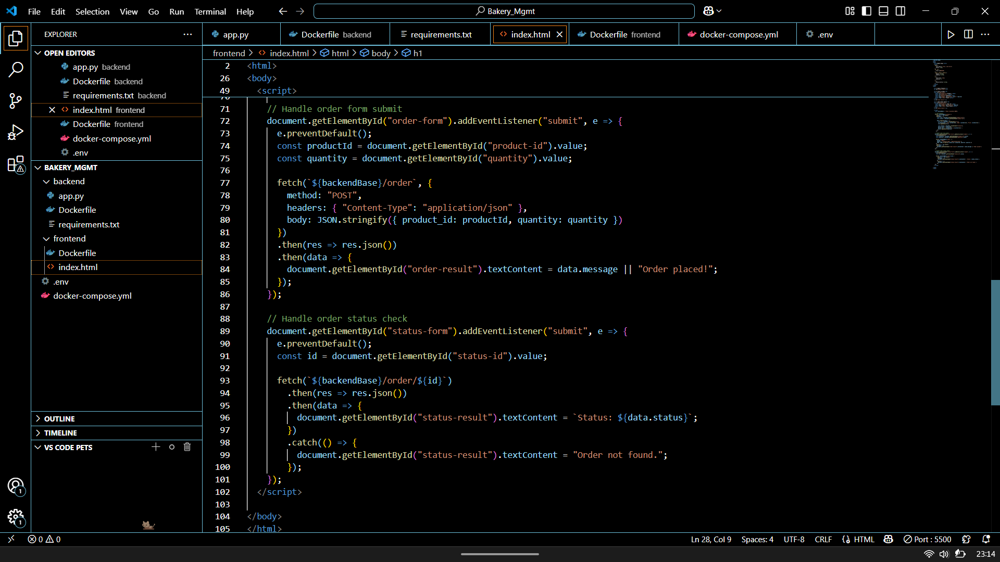 File Edit Selection View Go Run Terminal Help
Bakery_Mgmt
EXPLORER
app.py
Dockerfile backend
requirements.txt
index.html
Dockerfile frontend
docker-compose.yml
.env
OPEN EDITORS
app.py backend
Dockerfile backend
requirements.txt backend
index.html frontend
Dockerfile frontend
docker-compose.yml
.env
BAKERY_MGMT
backend
app.py
Dockerfile
requirements.txt
frontend
Dockerfile
index.html
.env
docker-compose.yml
OUTLINE
TIMELINE
VS CODE PETS
frontend > index.html > html > body > h1
2 <html>
26 <body>
49 <script>
71 // Handle order form submit
72 document.getElementById("order-form").addEventListener("submit", e => {
73 e.preventDefault();
74 const productId = document.getElementById("product-id").value;
75 const quantity = document.getElementById("quantity").value;
76
77 fetch(`${backendBase}/order`, {
78 method: "POST",
79 headers: { "Content-Type": "application/json" },
80 body: JSON.stringify({ product_id: productId, quantity: quantity })
81 })
82 .then(res => res.json())
83 .then(data => {
84 document.getElementById("order-result").textContent = data.message || "Order placed!";
85 });
86 });
87
88 // Handle order status check
89 document.getElementById("status-form").addEventListener("submit", e => {
90 e.preventDefault();
91 const id = document.getElementById("status-id").value;
92
93 fetch(`${backendBase}/order/${id}`)
94 .then(res => res.json())
95 .then(data => {
96 document.getElementById("status-result").textContent = `Status: ${data.status}`;
97 })
98 .catch(() => {
99 document.getElementById("status-result").textContent = "Order not found.";
100 });
101 });
102 </script>
103
104 </body>
105 </html>
1
1
0 0
Ln 28, Col 9 Spaces: 4 UTF-8 CRLF HTML Port : 5500
23:14